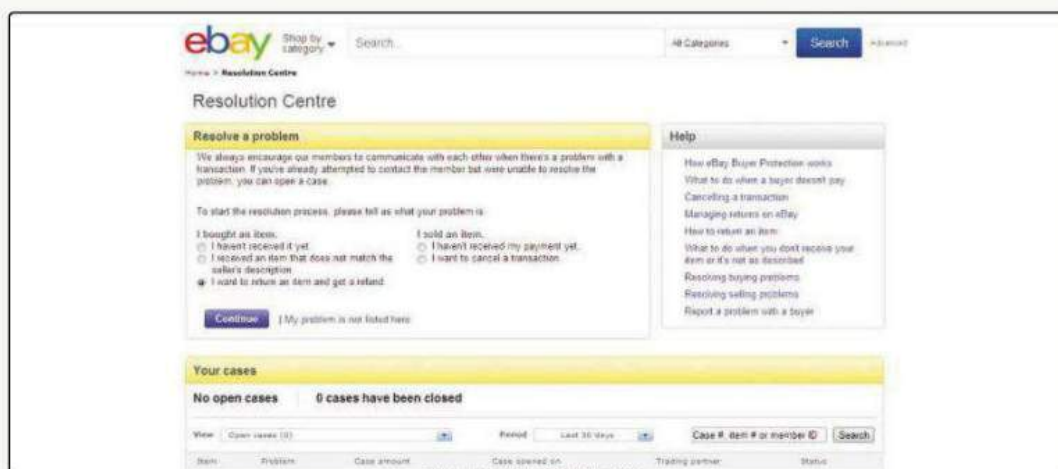 ebay
Shop by
category
Search...
All Categories
Search
Advanced
Home > Resolution Centre
Resolution Centre
Resolve a problem
We always encourage our members to communicate with each other when there's a problem with a
transaction. If you've already attempted to contact the member but were unable to resolve the
problem, you can open a case.
To start the resolution process, please tell us what your problem is
I bought an item.
I haven't received it yet
I received an item that does not match the
seller's description
I want to return an item and get a refund
I sold an item.
I haven't received my payment yet.
I want to cancel a transaction
Continue
| My problem is not listed here
Help
How eBay Buyer Protection works
What to do when a buyer doesn't pay
Cancelling a transaction
Managing returns on eBay
How to return an item
What to do when you don't receive your
item or it's not as described
Resolving buying problems
Resolving selling problems
Report a problem with a buyer
Your cases
No open cases
0 cases have been closed
View
Open cases (0)
Period
Last 30 days
Case #, item # or member ID
Search
Item
Problem
Case amount
Case opened on
Trading partner
Status